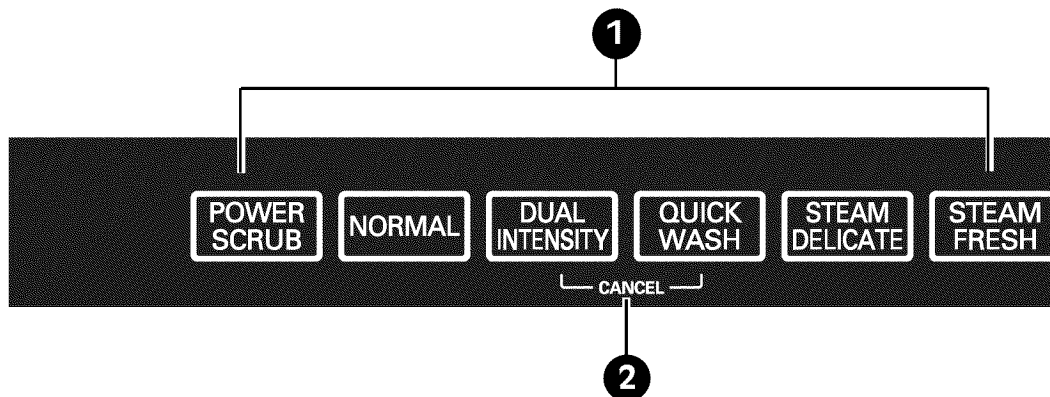 1
POWER
SCRUB
NORMAL
DUAL
INTENSITY
QUICK
WASH
STEAM
DELICATE
STEAM
FRESH
CANCEL
2